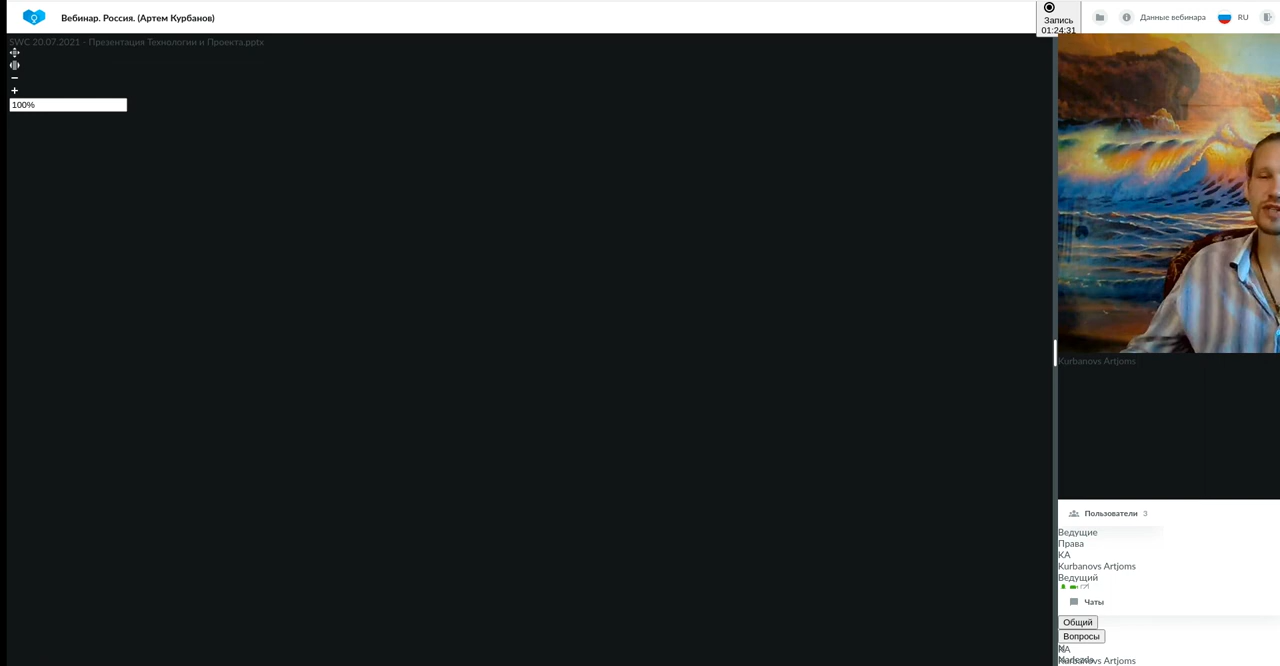 Вебинар. Россия. (Артем Курбанов)
Запись
01:24:31
Данные вебинара
RU
SWC 20.07.2021 - Презентация Технологии и Проекта.pptx
100%
Kurbanovs Artjoms
Пользователи 3
Ведущие
Права
KA
Kurbanovs Artjoms
Ведущий
Чаты
Общий
Вопросы
KA
Kurbanovs Artjoms